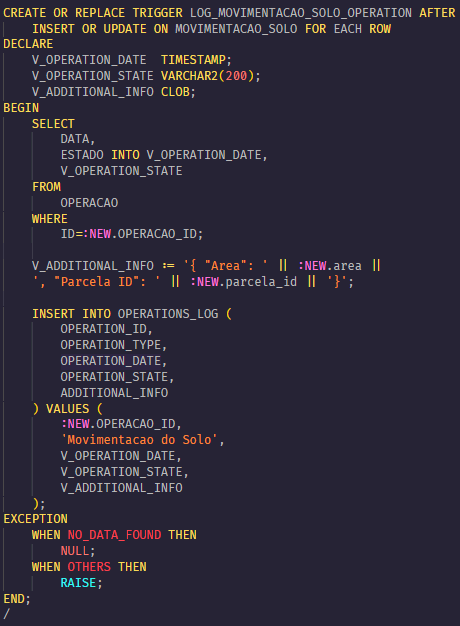 CREATE OR REPLACE TRIGGER LOG_MOVIMENTACAO_SOLO_OPERATION AFTER
    INSERT OR UPDATE ON MOVIMENTACAO_SOLO FOR EACH ROW
DECLARE
    V_OPERATION_DATE  TIMESTAMP;
    V_OPERATION_STATE VARCHAR2(200);
    V_ADDITIONAL_INFO CLOB;
BEGIN
    SELECT
        DATA,
        ESTADO INTO V_OPERATION_DATE,
        V_OPERATION_STATE
    FROM
        OPERACAO
    WHERE
        ID=:NEW.OPERACAO_ID;

    V_ADDITIONAL_INFO := '{ "Area": ' || :NEW.area ||
    ', "Parcela ID": ' || :NEW.parcela_id || '}';

    INSERT INTO OPERATIONS_LOG (
        OPERATION_ID,
        OPERATION_TYPE,
        OPERATION_DATE,
        OPERATION_STATE,
        ADDITIONAL_INFO
    ) VALUES (
        :NEW.OPERACAO_ID,
        'Movimentacao do Solo',
        V_OPERATION_DATE,
        V_OPERATION_STATE,
        V_ADDITIONAL_INFO
    );
EXCEPTION
    WHEN NO_DATA_FOUND THEN
        NULL;
    WHEN OTHERS THEN
        RAISE;
END;
/